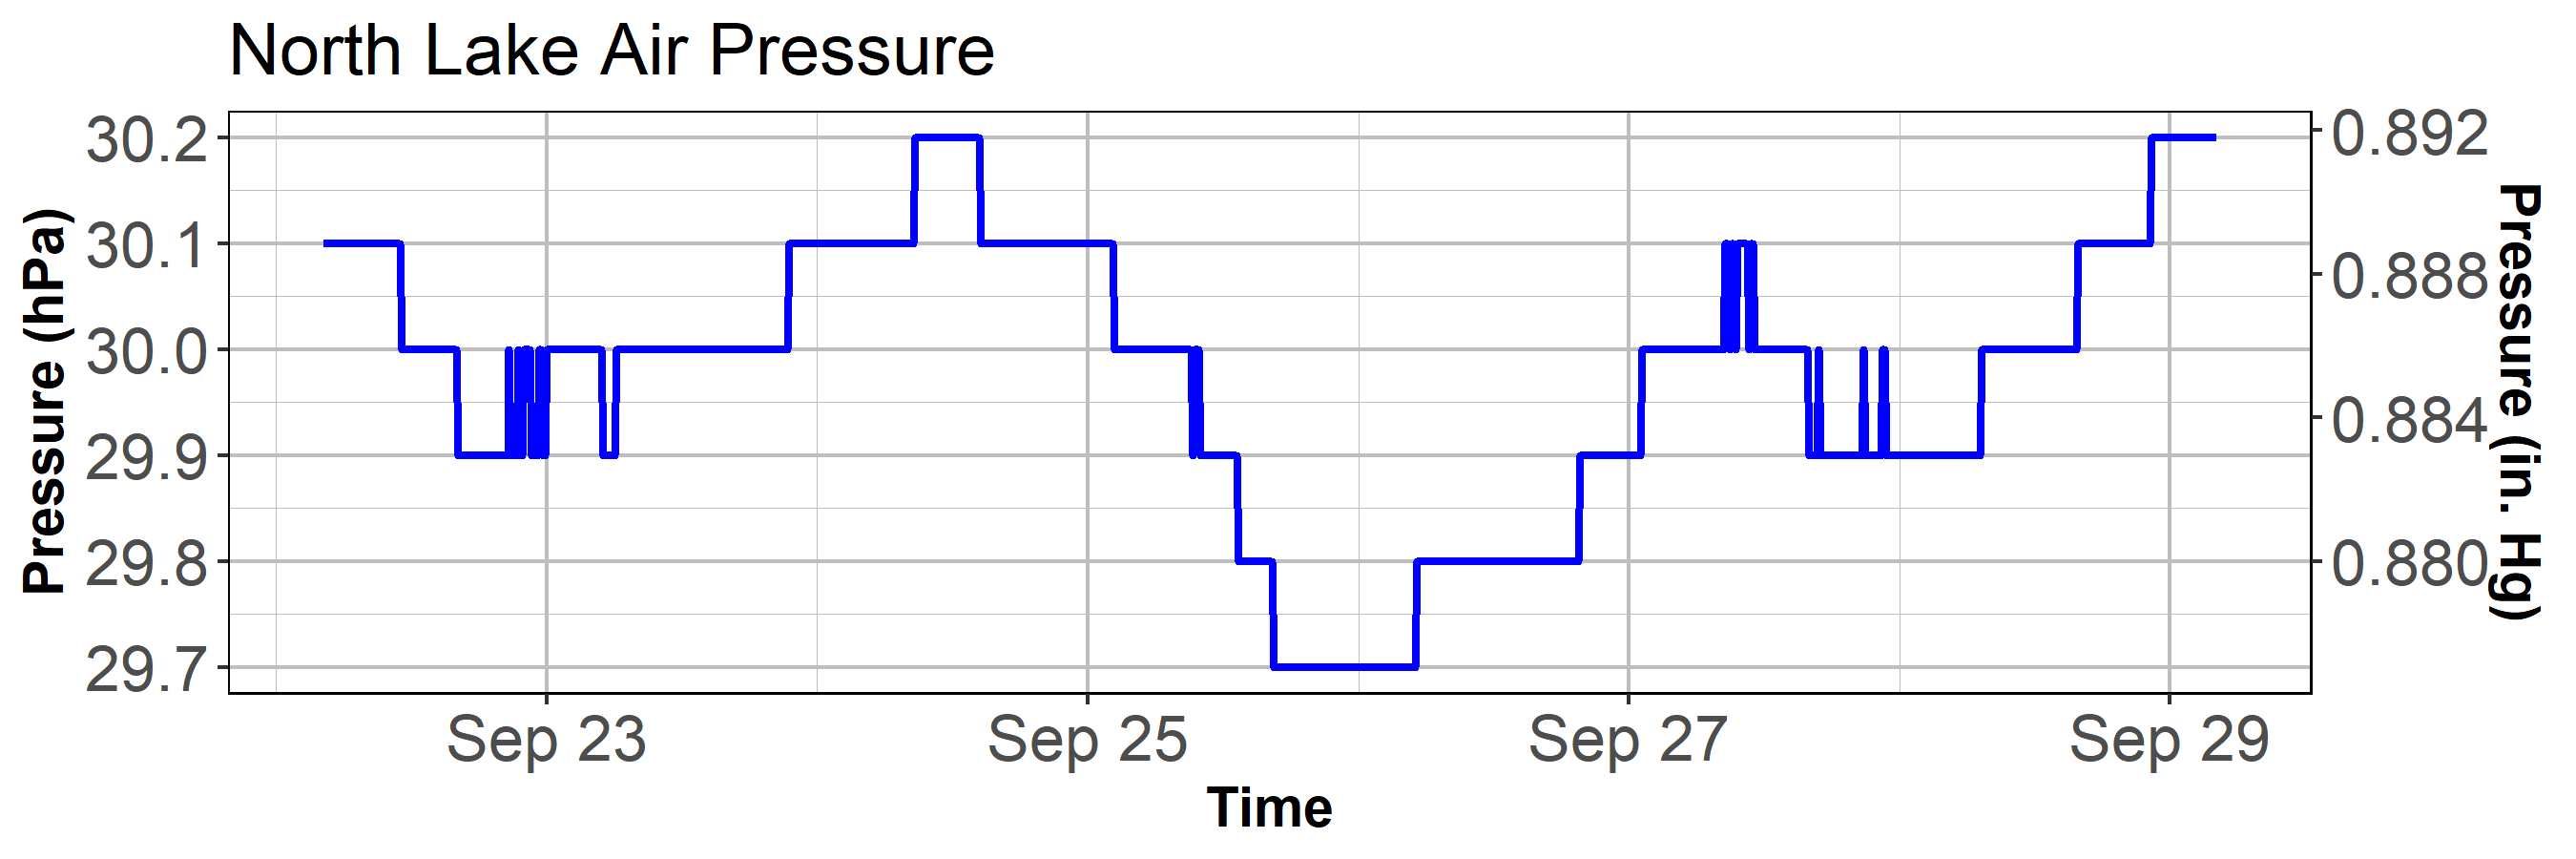 North Lake Air Pressure
Pressure (hPa)
30.2
30.1
30.0
29.9
29.8
29.7
0.892
0.888
0.884
0.880
Pressure (in. Hg)
Sep 23
Sep 25
Sep 27
Sep 29
Time